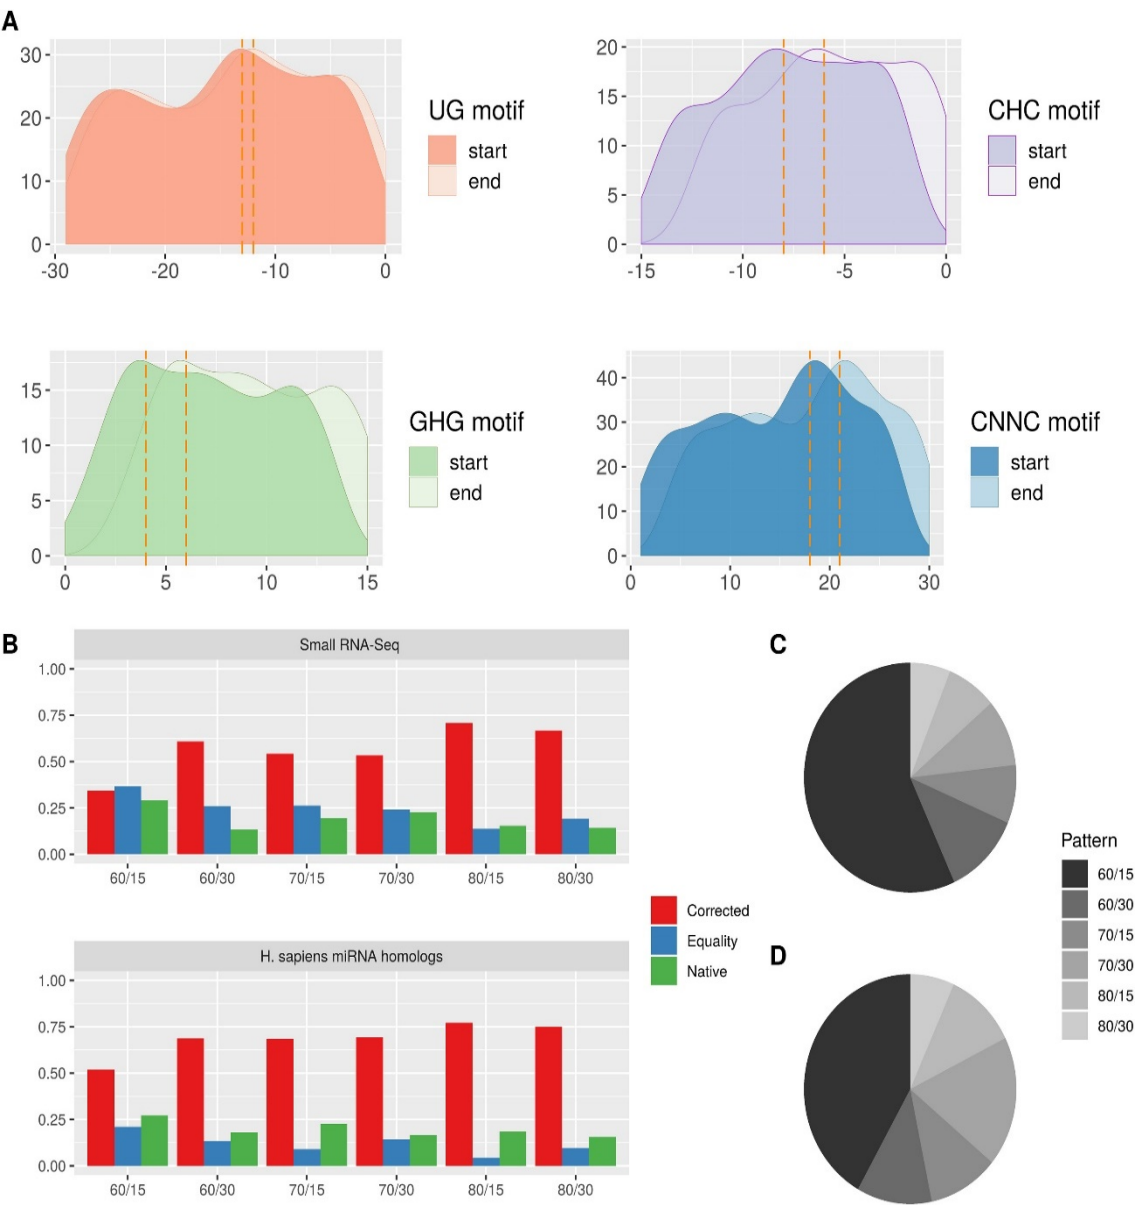 A
30
20
10
0
-30
-20
-10
0
UG motif
start
end
20
15
10
5
0
-15
-10
-5
0
CHC motif
start
end
15
10
5
0
0
5
10
15
GHG motif
start
end
40
30
20
10
0
0
10
20
30
CNNC motif
start
end
B
Small RNA-Seq
1.00
0.75
0.50
0.25
0.00
60/15 60/30 70/15 70/30 80/15 80/30
H. sapiens miRNA homologs
1.00
0.75
0.50
0.25
0.00
60/15 60/30 70/15 70/30 80/15 80/30
Corrected
Equality
Native
C
D
Pattern
60/15
60/30
70/15
70/30
80/15
80/30